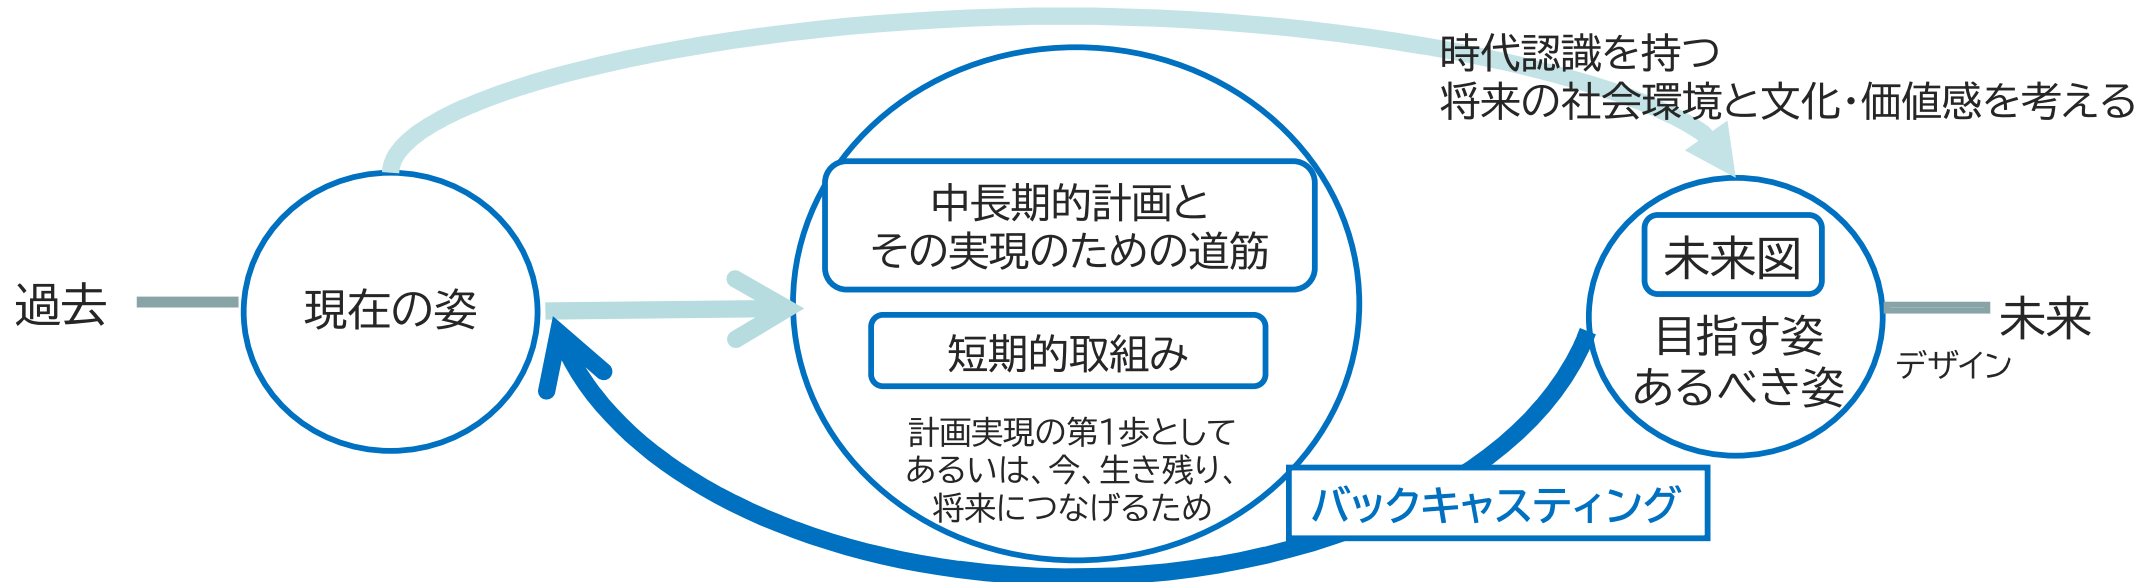 時代認識を持つ
将来の社会環境と文化・価値感を考える
過去
現在の姿
中長期的計画と
その実現のための道筋
短期的取組み
計画実現の第1歩として
あるいは、今、生き残り、
将来につなげるため
未来図
目指す姿
あるべき姿
未来
デザイン
バックキャスティング